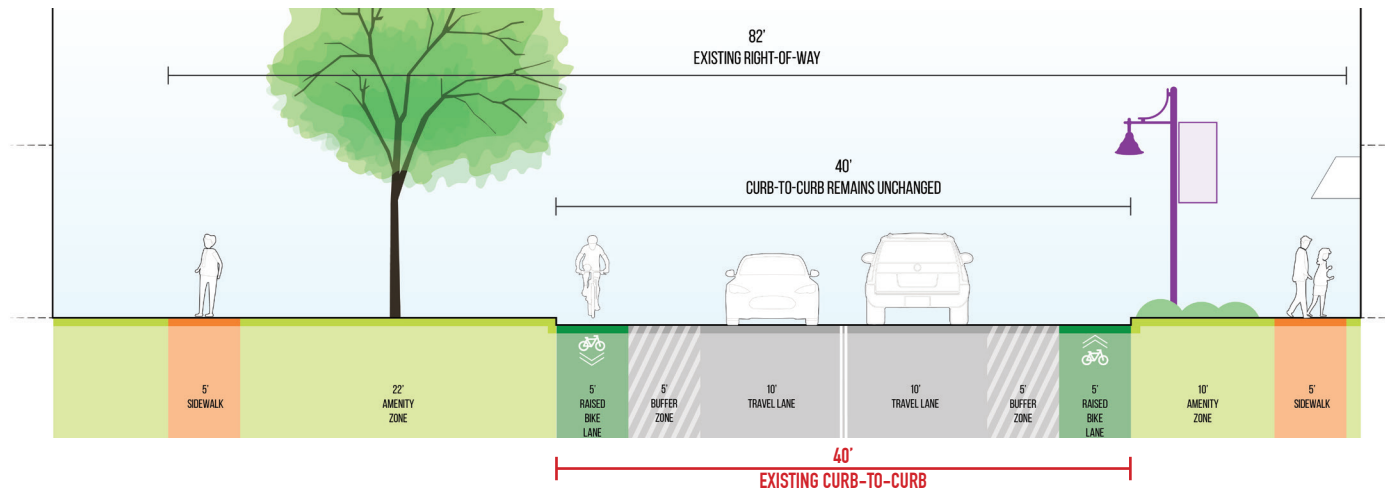 82'
EXISTING RIGHT-OF-WAY
40'
CURB-TO-CURB REMAINS UNCHANGED
5'
SIDEWALK
22'
AMENITY
ZONE
5'
RAISED
BIKE
LANE
5'
BUFFER
ZONE
10'
TRAVEL LANE
10'
TRAVEL LANE
5'
BUFFER
ZONE
5'
RAISED
BIKE
LANE
10'
AMENITY
ZONE
5'
SIDEWALK
40'
EXISTING CURB-TO-CURB